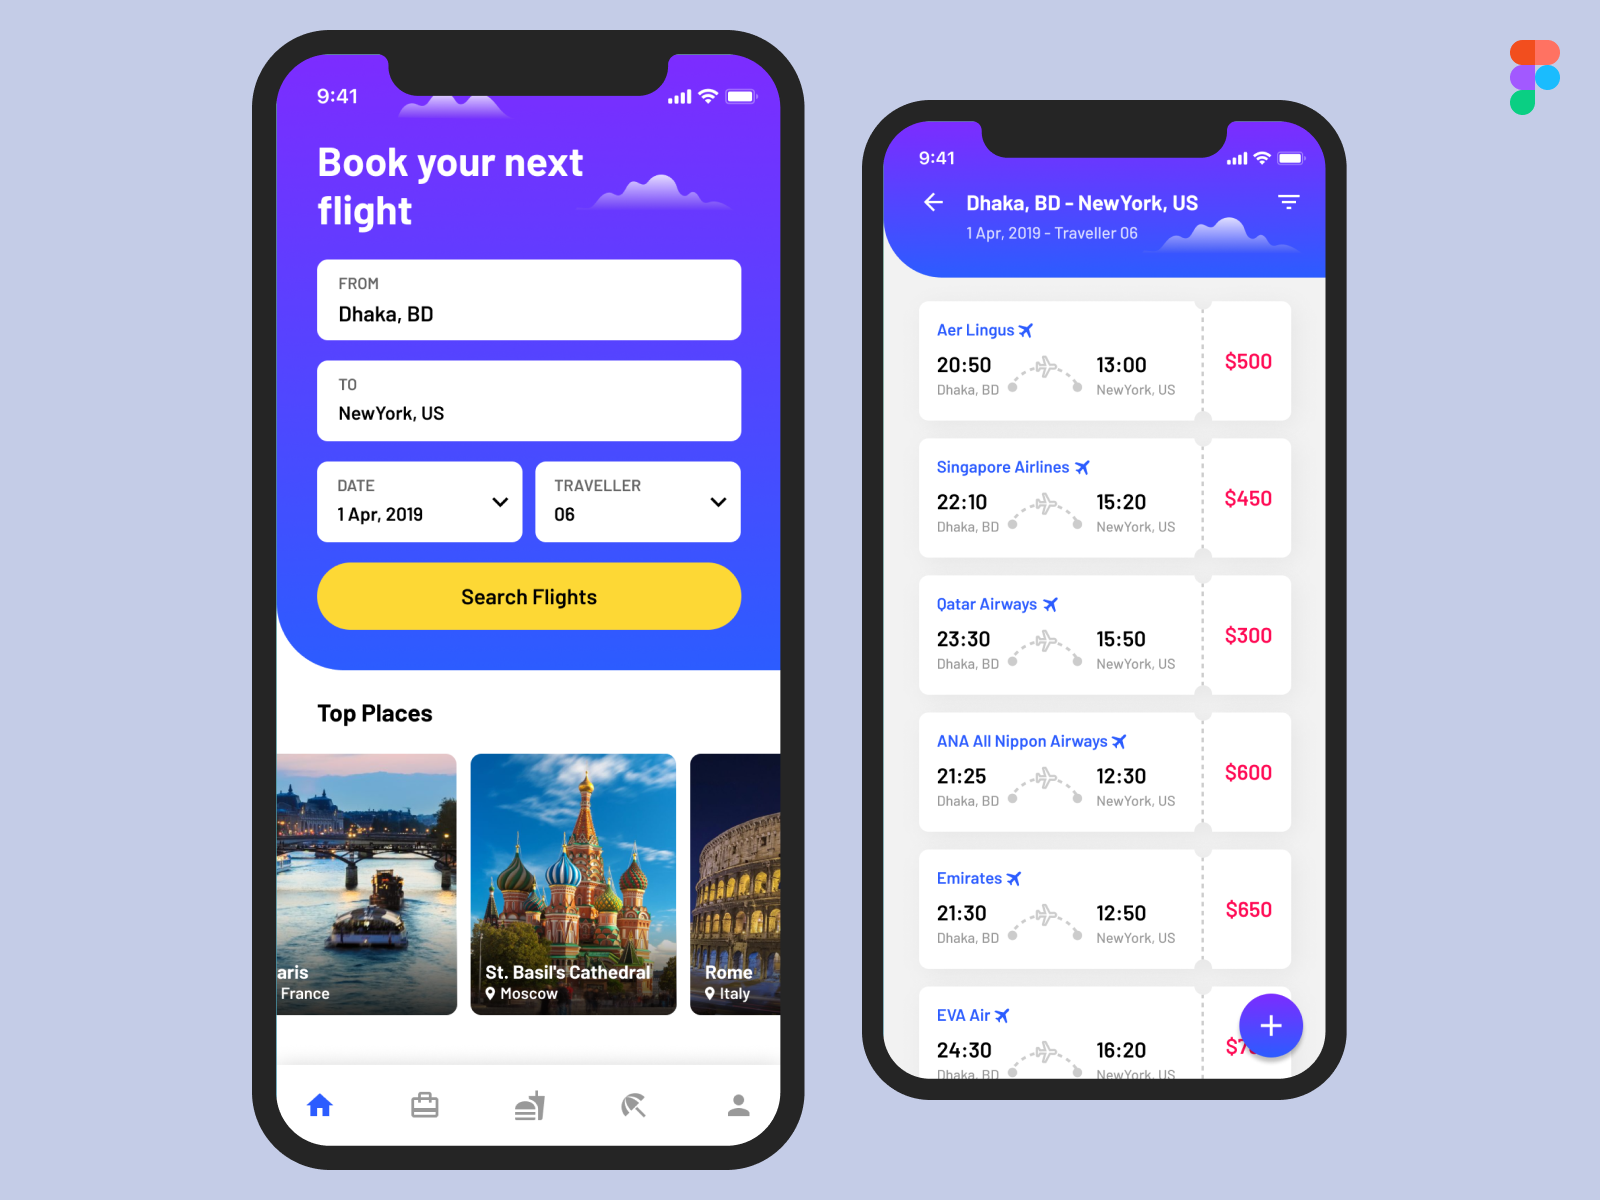 9:41
Book your next
flight
FROM
Dhaka, BD
TO
NewYork, US
DATE
1 Apr, 2019
TRAVELLER
06
Search Flights
Top Places
aris
France
St. Basil's Cathedral
Moscow
Rome
Italy
9:41
Dhaka, BD - NewYork, US
1 Apr, 2019 - Traveller 06
Aer Lingus
20:50 13:00
Dhaka, BD NewYork, US
$500
Singapore Airlines
22:10 15:20
Dhaka, BD NewYork, US
$450
Qatar Airways
23:30 15:50
Dhaka, BD NewYork, US
$300
ANA All Nippon Airways
21:25 12:30
Dhaka, BD NewYork, US
$600
Emirates
21:30 12:50
Dhaka, BD NewYork, US
$650
EVA Air
24:30 16:20
Dhaka, BD NewYork, US
$7